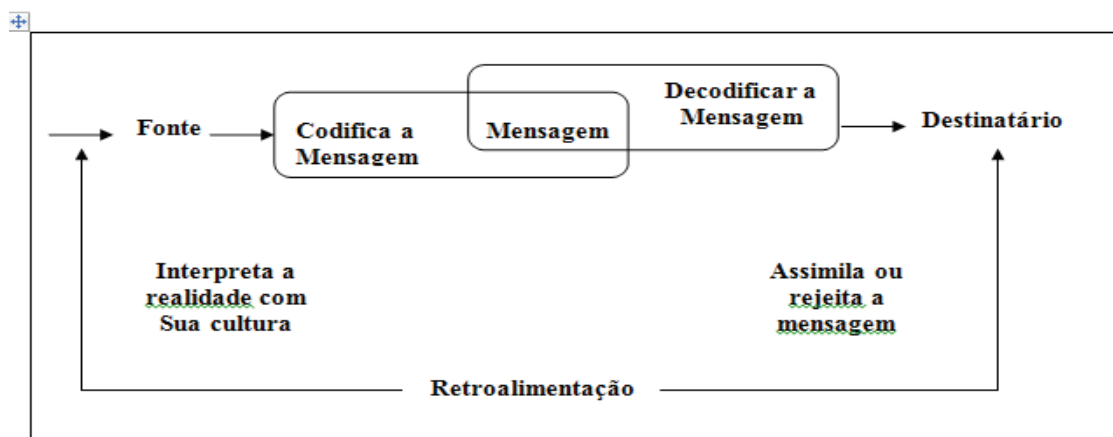 Fonte
Codifica a
Mensagem
Mensagem
Decodificar a
Mensagem
Destinatário
Interpreta a
realidade com
Sua cultura
Assimila ou
rejeita a
mensagem
Retroalimentação